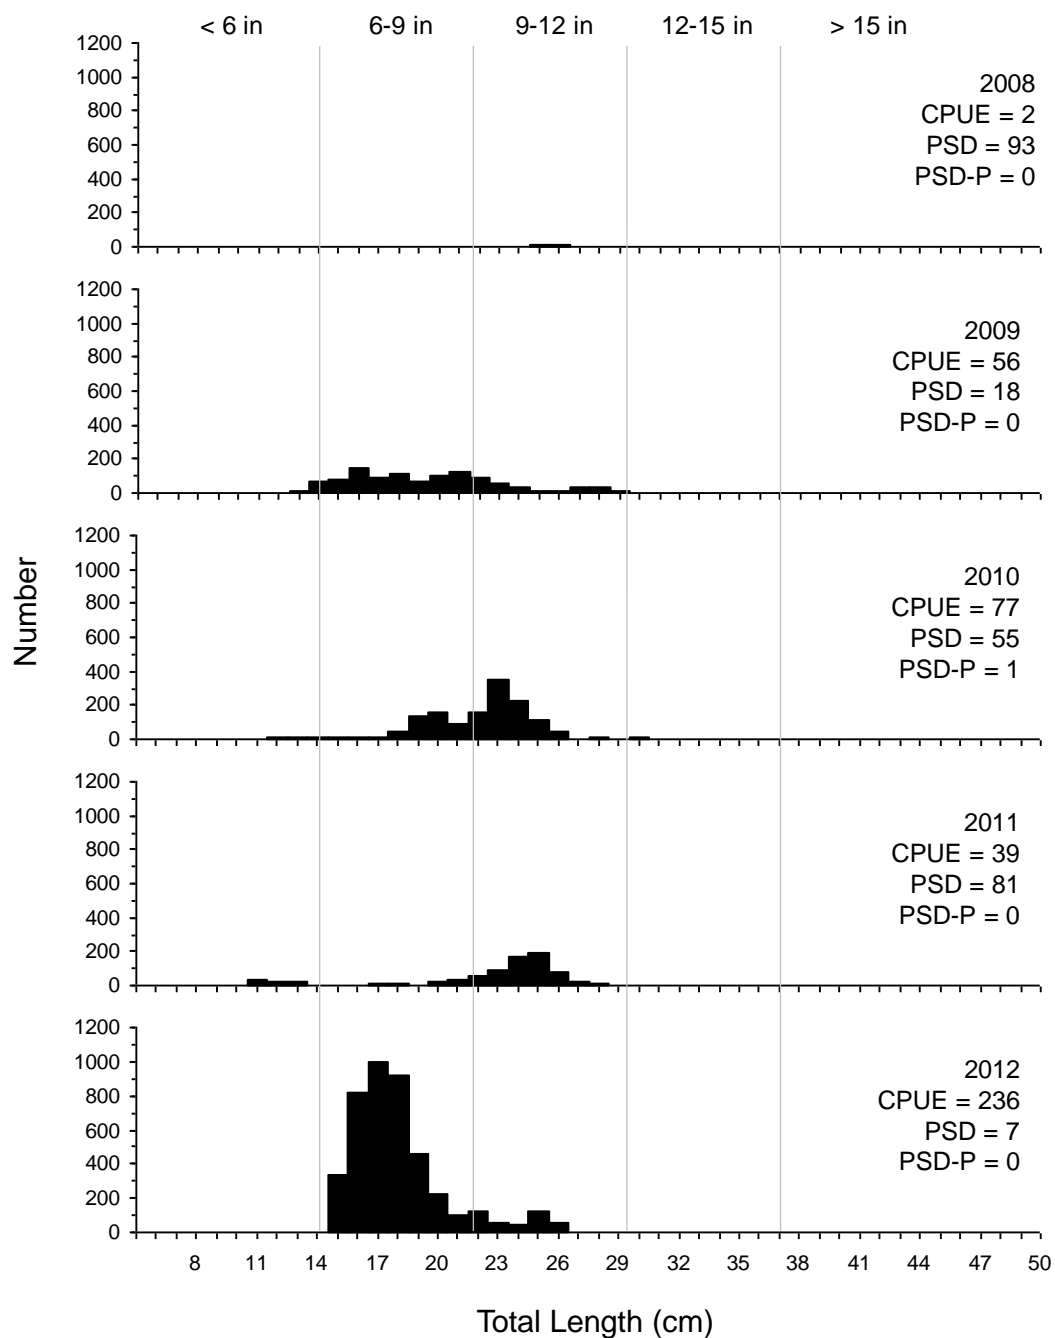 < 6 in 6-9 in 9-12 in 12-15 in > 15 in
1200
1000
800
600
400
200
0
2008
CPUE = 2
PSD = 93
PSD-P = 0
1200
1000
800
600
400
200
0
2009
CPUE = 56
PSD = 18
PSD-P = 0
1200
1000
800
600
400
200
0
2010
CPUE = 77
PSD = 55
PSD-P = 1
Number
1200
1000
800
600
400
200
0
2011
CPUE = 39
PSD = 81
PSD-P = 0
1200
1000
800
600
400
200
0
2012
CPUE = 236
PSD = 7
PSD-P = 0
8 11 14 17 20 23 26 29 32 35 38 41 44 47 50
Total Length (cm)